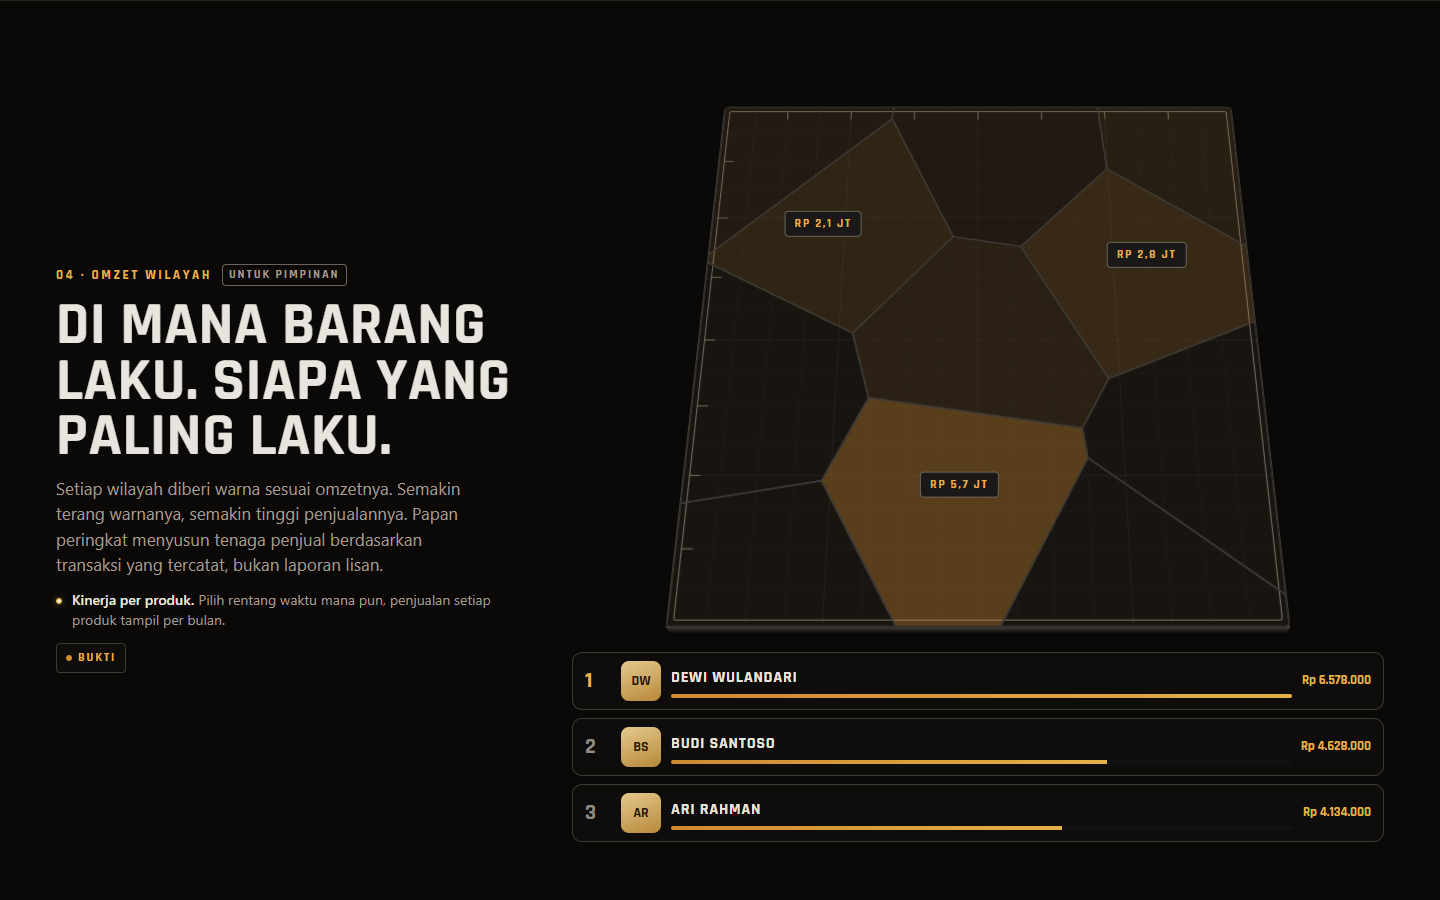 04 · OMZET WILAYAH
UNTUK PIMPINAN
DI MANA BARANG
LAKU. SIAPA YANG
PALING LAKU.
Setiap wilayah diberi warna sesuai omzetnya. Semakin
terang warnanya, semakin tinggi penjualannya. Papan
peringkat menyusun tenaga penjual berdasarkan
transaksi yang tercatat, bukan laporan lisan.
Kinerja per produk. Pilih rentang waktu mana pun, penjualan setiap
produk tampil per bulan.
BUKTI
RP 2,1 JT
RP 2,8 JT
RP 5,7 JT
1 DW DEWI WULANDARI Rp 6.578.000
2 BS BUDI SANTOSO Rp 4.628.000
3 AR ARI RAHMAN Rp 4.134.000